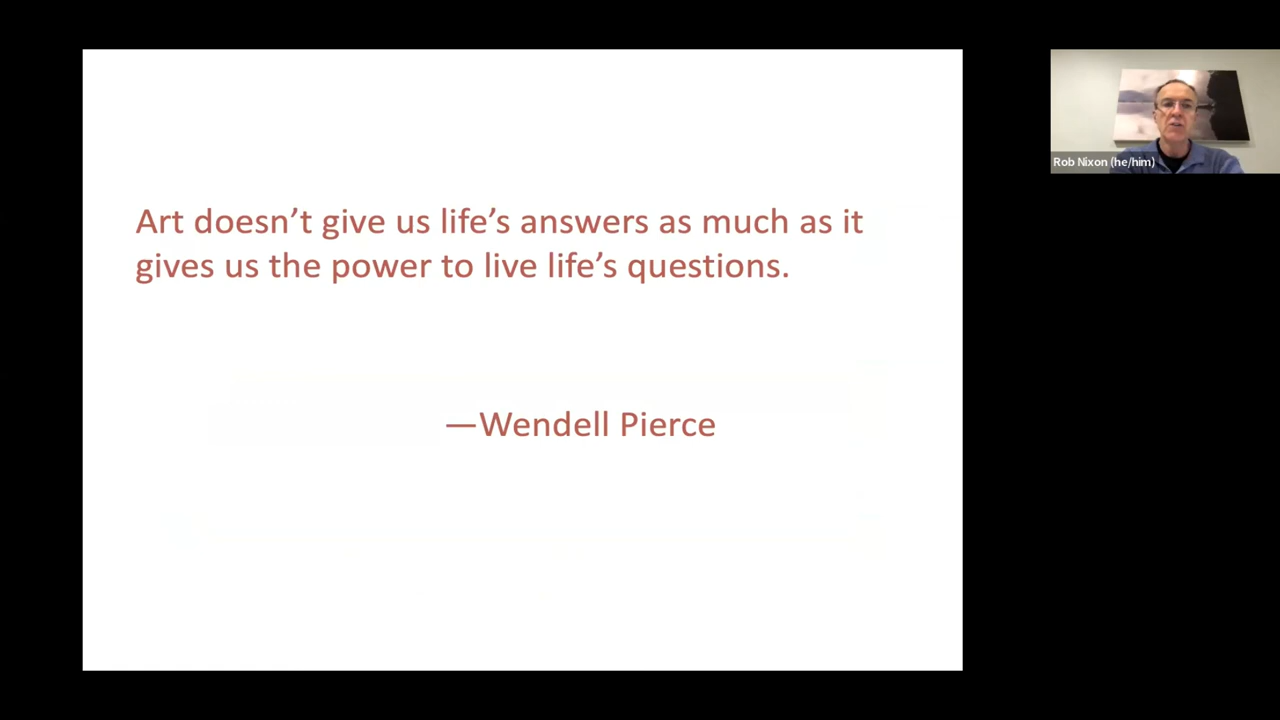 Art doesn’t give us life’s answers as much as it
gives us the power to live life’s questions.
—Wendell Pierce
Rob Nixon (he/him)